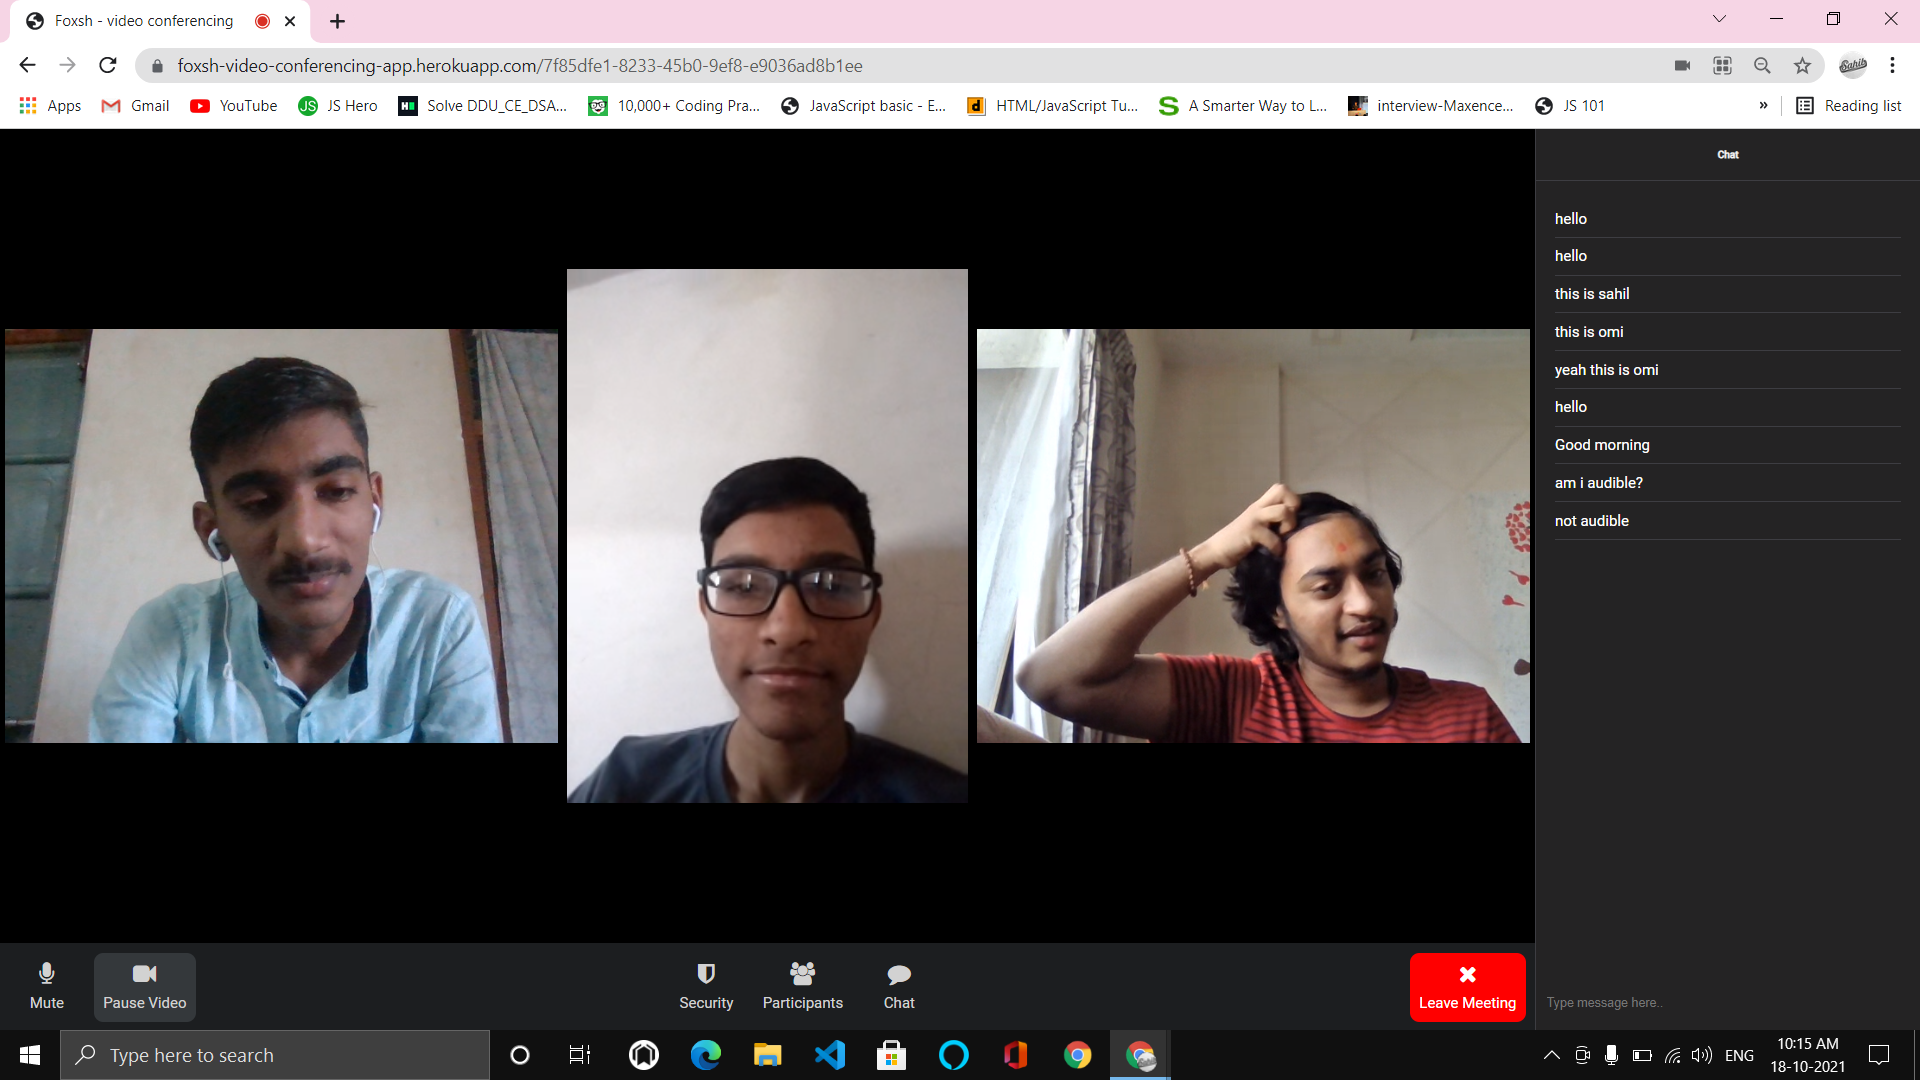 Foxsh - video conferencing
foxsh-video-conferencing-app.herokuapp.com/7f85dfe1-8233-45b0-9ef8-e9036ad8b1ee
Sahib
Apps
Gmail
YouTube
JS
JS Hero
H
Solve DDU_CE_DSA...
10,000+ Coding Pra...
JavaScript basic - E...
d
HTML/JavaScript Tu...
S
A Smarter Way to L...
interview-Maxence...
JS 101
»
Reading list
Chat
hello
hello
this is sahil
this is omi
yeah this is omi
hello
Good morning
am i audible?
not audible
Mute
Pause Video
Security
Participants
Chat
Leave Meeting
Type message here..
Type here to search
ENG
10:15 AM
18-10-2021